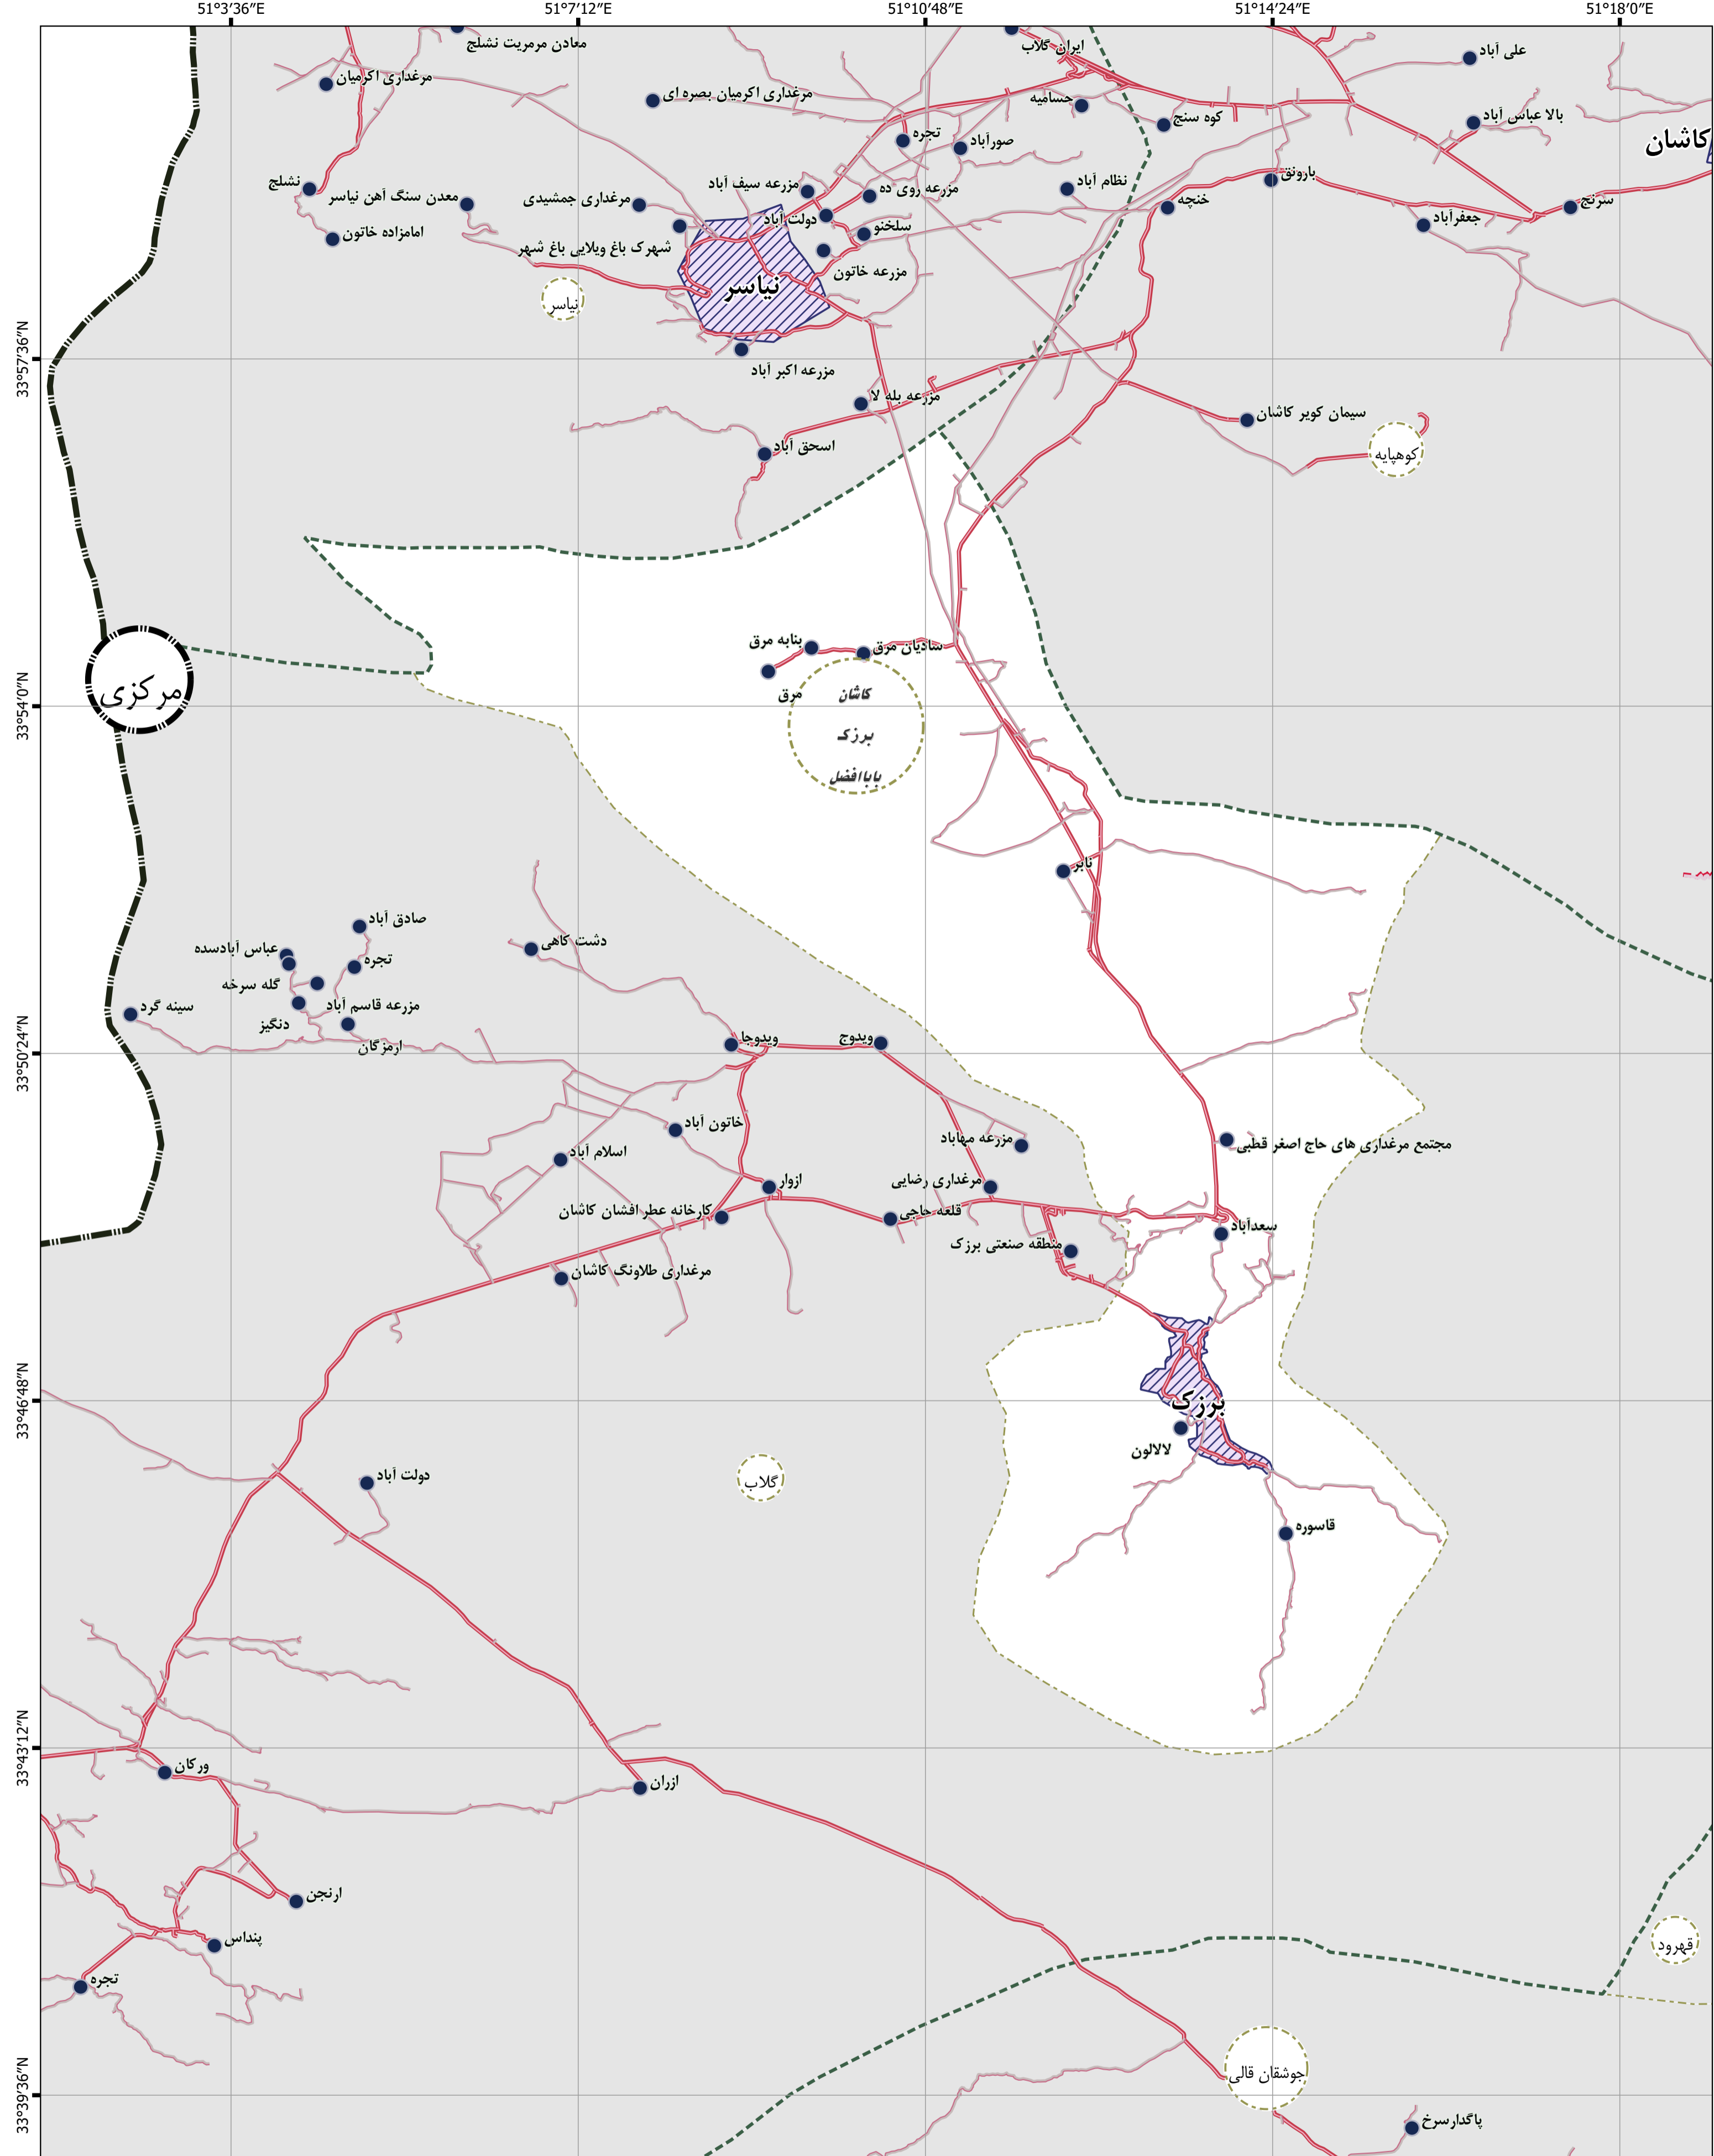 51°3'36"E
51°7'12"E
51°10'48"E
51°14'24"E
51°18'0"E
معادن مرمریت نشلج
ایران گلاب
علی آباد
مرغداری اکرمیان
مرغداری اکرمیان بصره ای
حسامیه
کوه سنج
بالا عباس آباد
کاشان
تجره
صورآباد
نشلج
معدن سنگ آهن نیاسر
مرغداری جمشیدی
مزرعه سیف آباد
مزرعه روی ده
نظام آباد
بارونق
خنچه
سرنج
جعفرآباد
امامزاده خاتون
شهرک باغ ویلایی باغ شهر
دولت آباد
سلخنو
مزرعه خاتون
نیاسر
نیاسر
33°57'36"N
مزرعه اکبر آباد
مزرعه بله لا
سیمان کویر کاشان
کوهپایه
اسحق آباد
بنابه مرق
سادیان مرق
مرق
مرکزی
33°54'0"N
کاشان
برزک
باباافضل
نابر
صادق آباد
عباس آبادسده
تجره
دشت کاهی
گله سرخه
سینه گرد
مزرعه قاسم آباد
دنگیز
ارمزگان
33°50'24"N
ویدوجا
ویدوج
خاتون آباد
مزرعه مهاباد
مجتمع مرغداری های حاج اصغر قطبی
اسلام آباد
ازوار
مرغداری رضایی
کارخانه عطر افشان کاشان
قلعه حاجی
سعدآباد
منطقه صنعتی برزک
مرغداری طلاونگ کاشان
33°46'48"N
برزک
لالالون
دولت آباد
گلاب
قاسوره
33°43'12"N
ورکان
ازران
ارنجن
پنداس
قهرود
تجره
جوشقان قالی
33°39'36"N
پاگدارسرخ